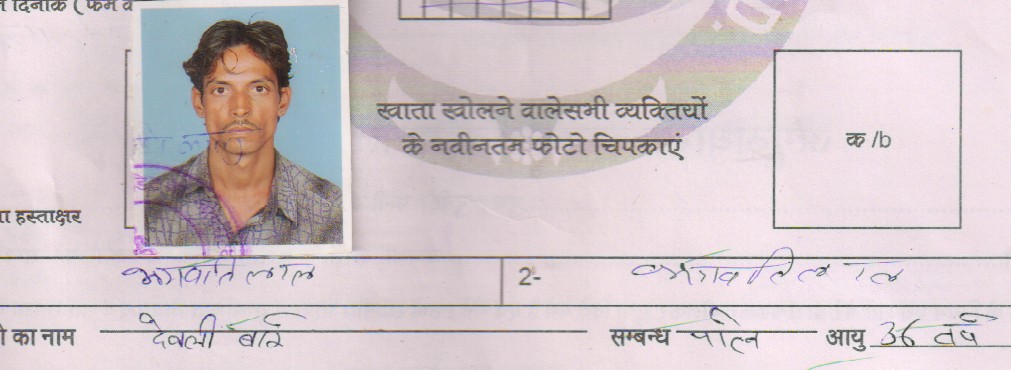 दिनांक ( फर्म
खाता खोलने वालेसभी व्यक्तियों
के नवीनतम फोटो चिपकाएं
क /b
हस्ताक्षर
भगवतिलाल 2- भगवतिलाल
का नाम देवली बाई सम्बन्ध पत्नि आयु 36 वर्ष